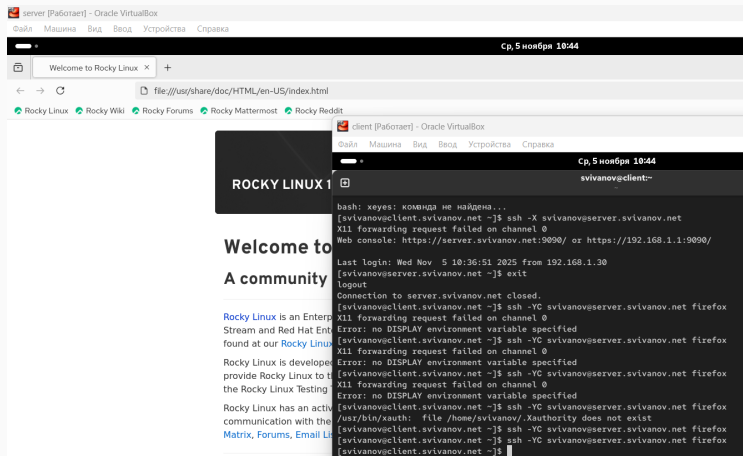 server [Работает] - Oracle VirtualBox
Файл Машина Вид Ввод Устройства Справка
Ср, 5 ноября 10:44
Welcome to Rocky Linux × +
file:///usr/share/doc/HTML/en-US/index.html
Rocky Linux Rocky Wiki Rocky Forums Rocky Mattermost Rocky Reddit
ROCKY LINUX 1
Welcome to
A community
Rocky Linux is an Enterp
Stream and Red Hat Ent
found at our Rocky Linux
Rocky Linux is developed
provide Rocky Linux to t
the Rocky Linux Testing
Rocky Linux has an activ
communication with the
Matrix, Forums, Email Li
client [Работает] - Oracle VirtualBox
Файл Машина Вид Ввод Устройства Справка
Ср, 5 ноября 10:44
svivanov@client:~
~
bash: xeyes: команда не найдена...
[svivanov@client.svivanov.net ~]$ ssh -X svivanov@server.svivanov.net
X11 forwarding request failed on channel 0
Web console: https://server.svivanov.net:9090/ or https://192.168.1.1:9090/
Last login: Wed Nov  5 10:36:51 2025 from 192.168.1.30
[svivanov@server.svivanov.net ~]$ exit
logout
Connection to server.svivanov.net closed.
[svivanov@client.svivanov.net ~]$ ssh -YC svivanov@server.svivanov.net firefox
X11 forwarding request failed on channel 0
Error: no DISPLAY environment variable specified
[svivanov@client.svivanov.net ~]$ ssh -YC svivanov@server.svivanov.net firefox
X11 forwarding request failed on channel 0
Error: no DISPLAY environment variable specified
[svivanov@client.svivanov.net ~]$ ssh -YC svivanov@server.svivanov.net firefox
X11 forwarding request failed on channel 0
Error: no DISPLAY environment variable specified
[svivanov@client.svivanov.net ~]$ ssh -YC svivanov@server.svivanov.net firefox
/usr/bin/xauth:  file /home/svivanov/.Xauthority does not exist
[svivanov@client.svivanov.net ~]$ ssh -YC svivanov@server.svivanov.net firefox
[svivanov@client.svivanov.net ~]$ ssh -YC svivanov@server.svivanov.net firefox
[svivanov@client.svivanov.net ~]$